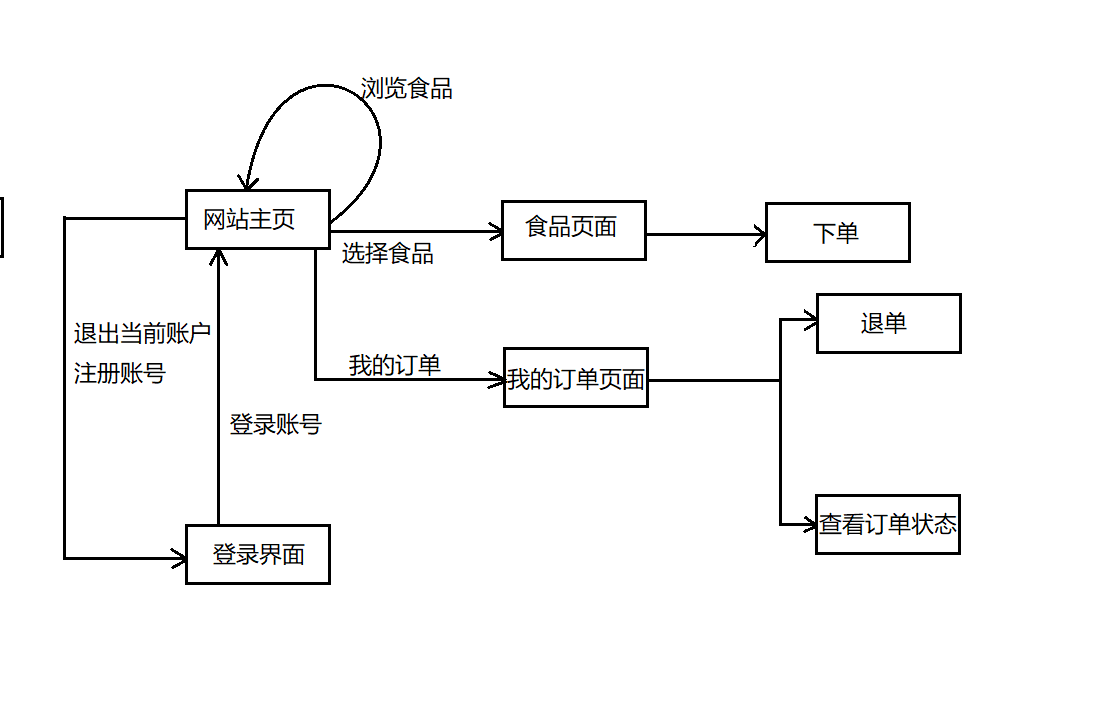 浏览食品
网站主页
选择食品
食品页面
下单
退出当前账户
注册账号
登录账号
我的订单
我的订单页面
退单
查看订单状态
登录界面